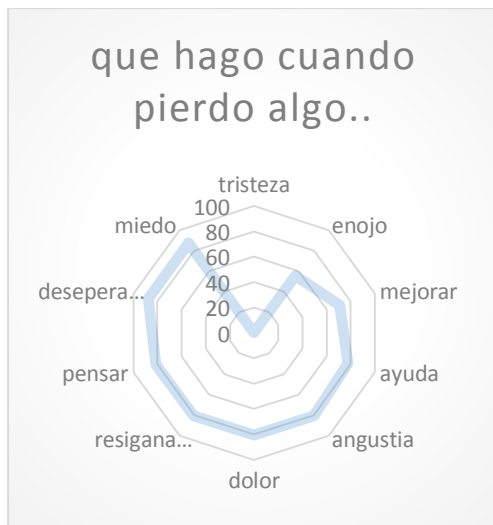 que hago cuando
pierdo algo..
tristeza
enojo
mejorar
ayuda
angustia
dolor
resigana...
pensar
desepera...
miedo
100
80
60
40
20
0